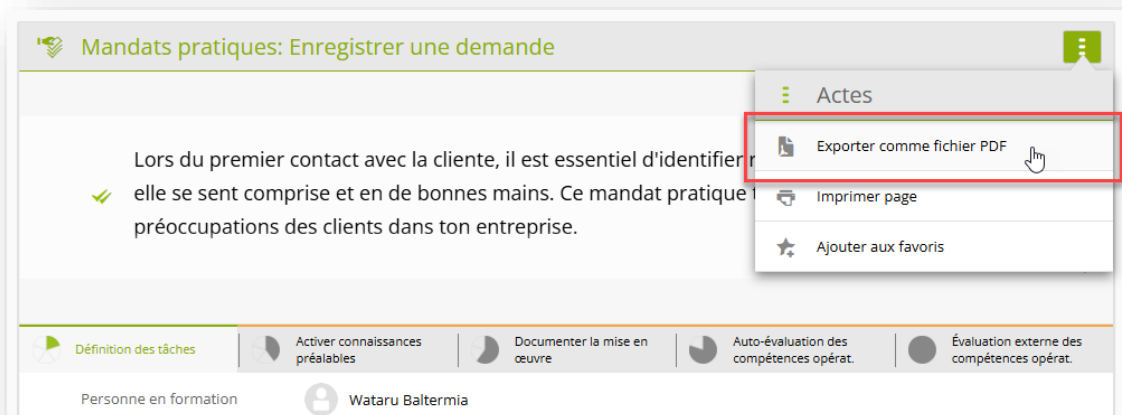 Mandats pratiques: Enregistrer une demande
Actes
Exporter comme fichier PDF
Imprimer page
Ajouter aux favoris
Lors du premier contact avec la cliente, il est essentiel d'identifier
elle se sent comprise et en de bonnes mains. Ce mandat pratique
préoccupations des clients dans ton entreprise.
Définition des tâches
Activer connaissances
préalables
Documenter la mise en
œuvre
Auto-évaluation des
compétences opérat.
Évaluation externe des
compétences opérat.
Personne en formation
Wataru Baltermia